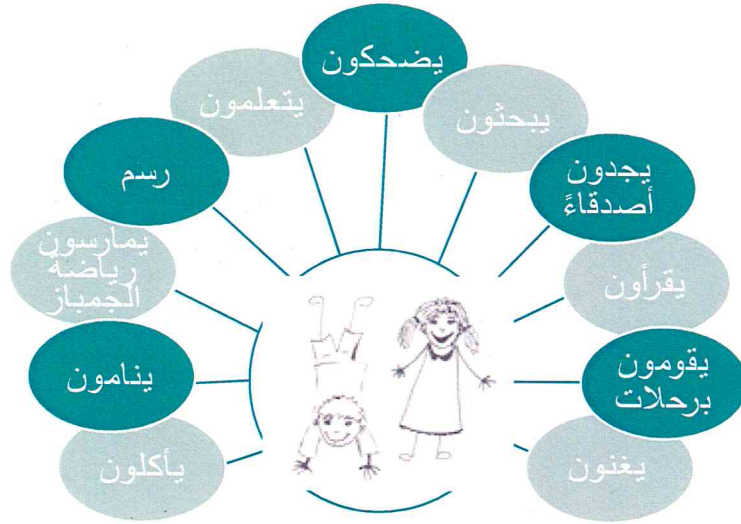 يضحكون
يتعلمون
يبحثون
رسم
يجدون
أصدقاءً
يمارسون
رياضة
الجمباز
يقرأون
ينامون
يقومون
برحلات
يأكلون
يغنون